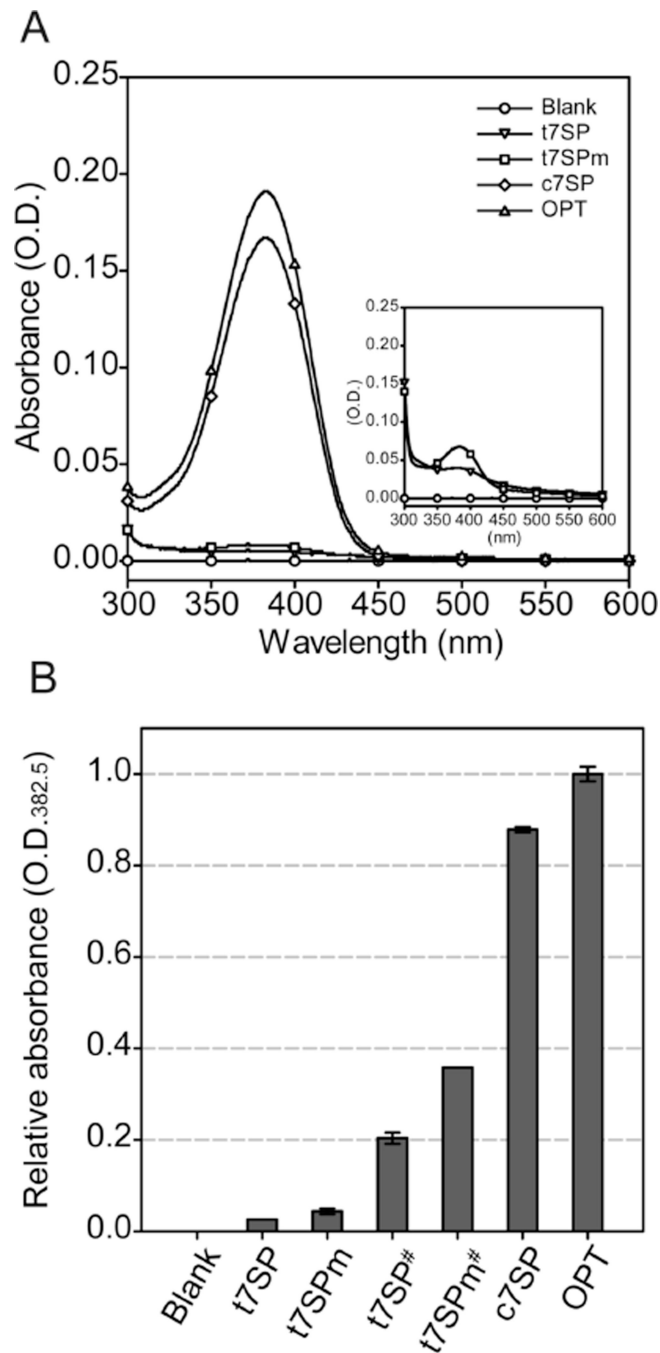 A
Absorbance (O.D.)
0.25
0.20
0.15
0.10
0.05
0.00
300 350 400 450 500 550 600
Wavelength (nm)
Blank
t7SP
t7SPm
c7SP
OPT
(O.D.)
0.25
0.20
0.15
0.10
0.05
0.00
300 350 400 450 500 550 600
(nm)
B
Relative absorbance (O.D.382.5)
1.0
0.8
0.6
0.4
0.2
0.0
Blank
t7SP
t7SPm
t7SP#
t7SPm#
c7SP
OPT